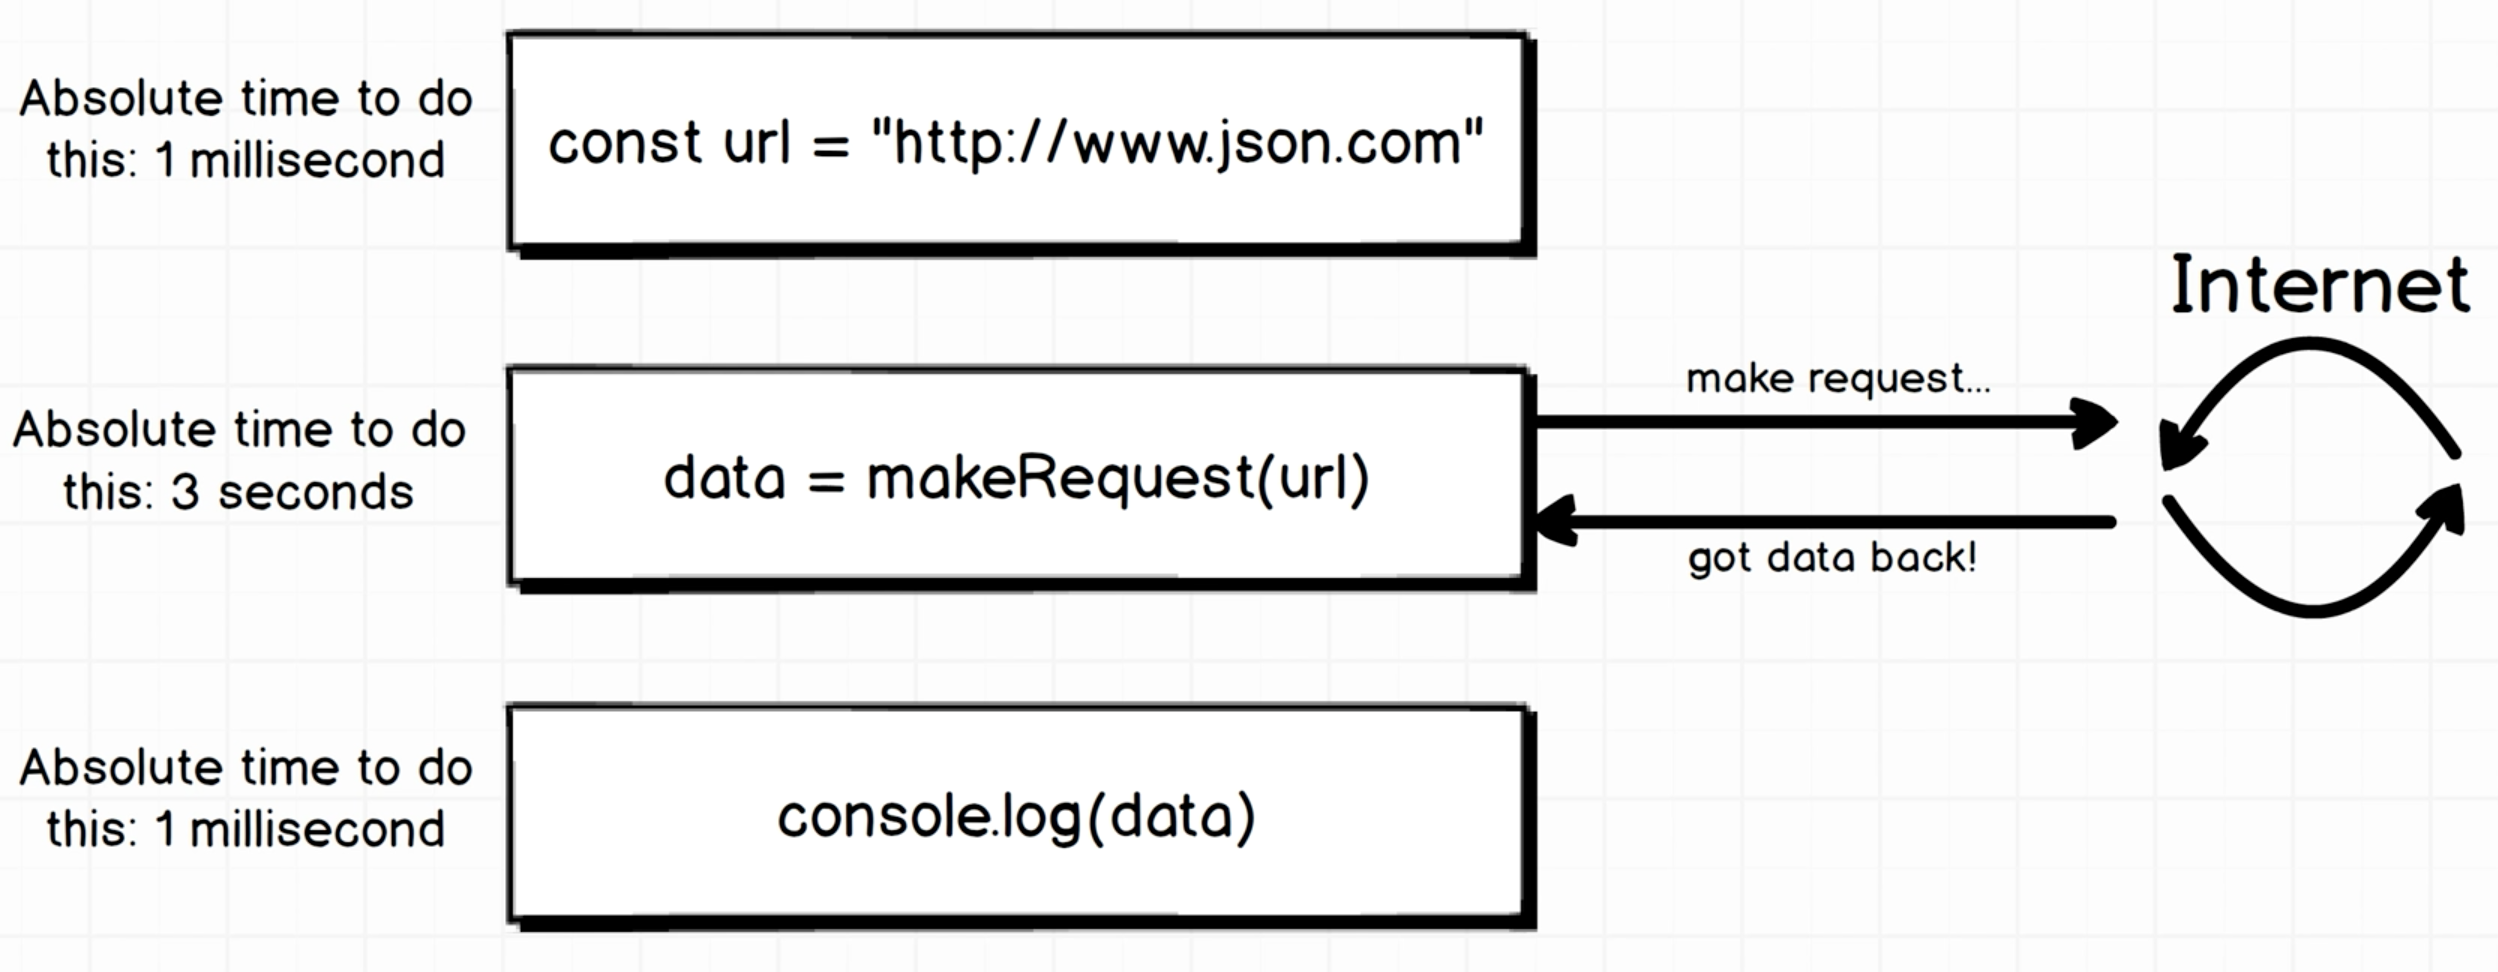 Absolute time to do
this: 1 millisecond
const url = "http://www.json.com"
Internet
Absolute time to do
this: 3 seconds
data = makeRequest(url)
make request...
got data back!
Absolute time to do
this: 1 millisecond
console.log(data)